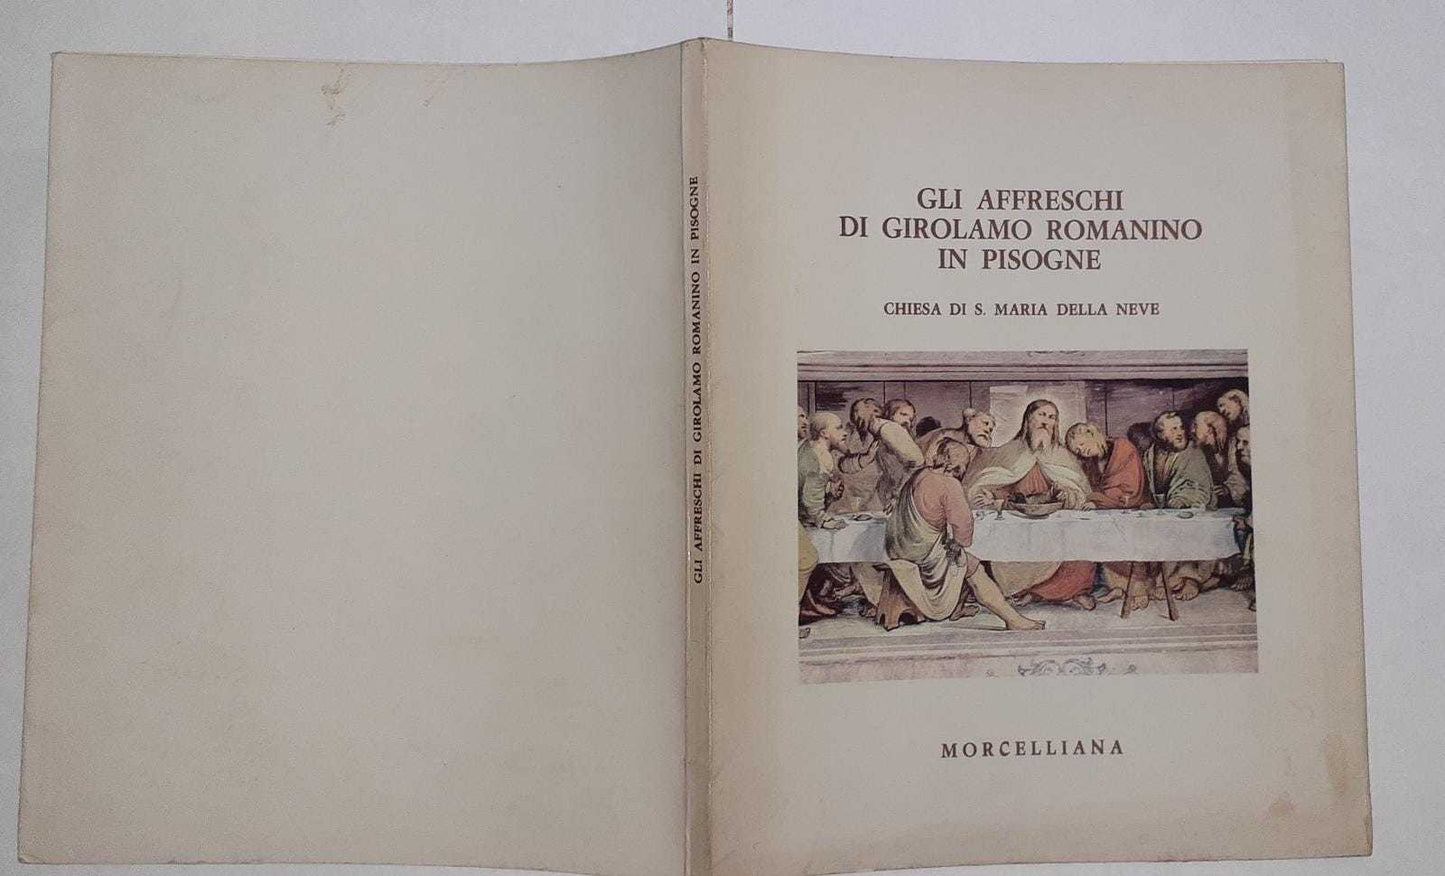 GLI AFFRESCHI DI GIROLAMO ROMANINO IN PISOGNE
GLI AFFRESCHI
DI GIROLAMO ROMANINO
IN PISOGNE
CHIESA DI S. MARIA DELLA NEVE
MORCELLIANA